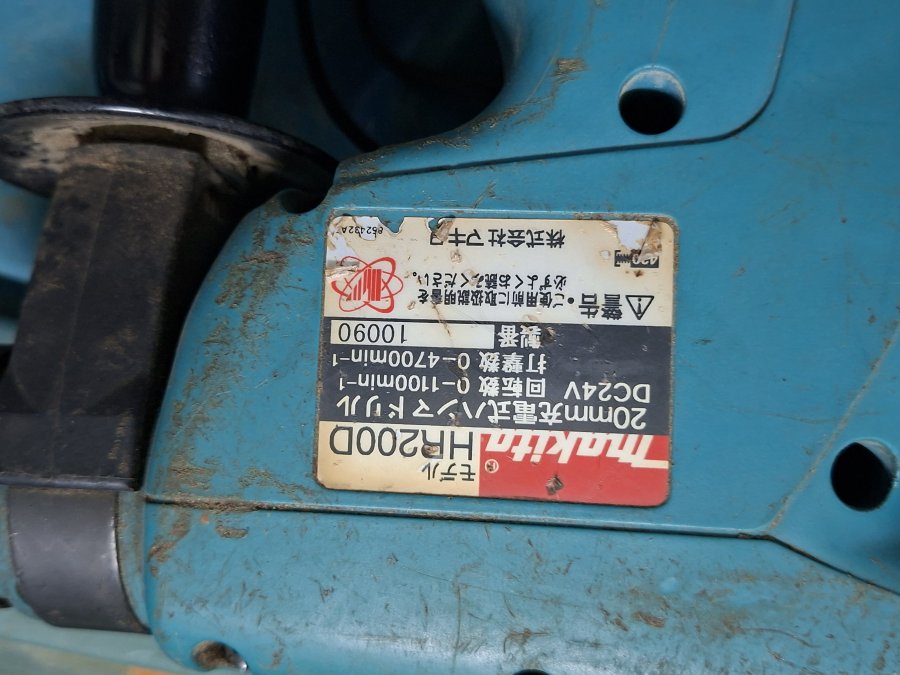 makita
モデル
HR200D
20mm充電式ハンマドリル
DC24V 回転数 0-1100min⁻¹
打撃数 0-4700min⁻¹
製番 10090
警告・ご使用前に取扱説明書を
必ずよくお読みください。
株式会社マキタ
852432A